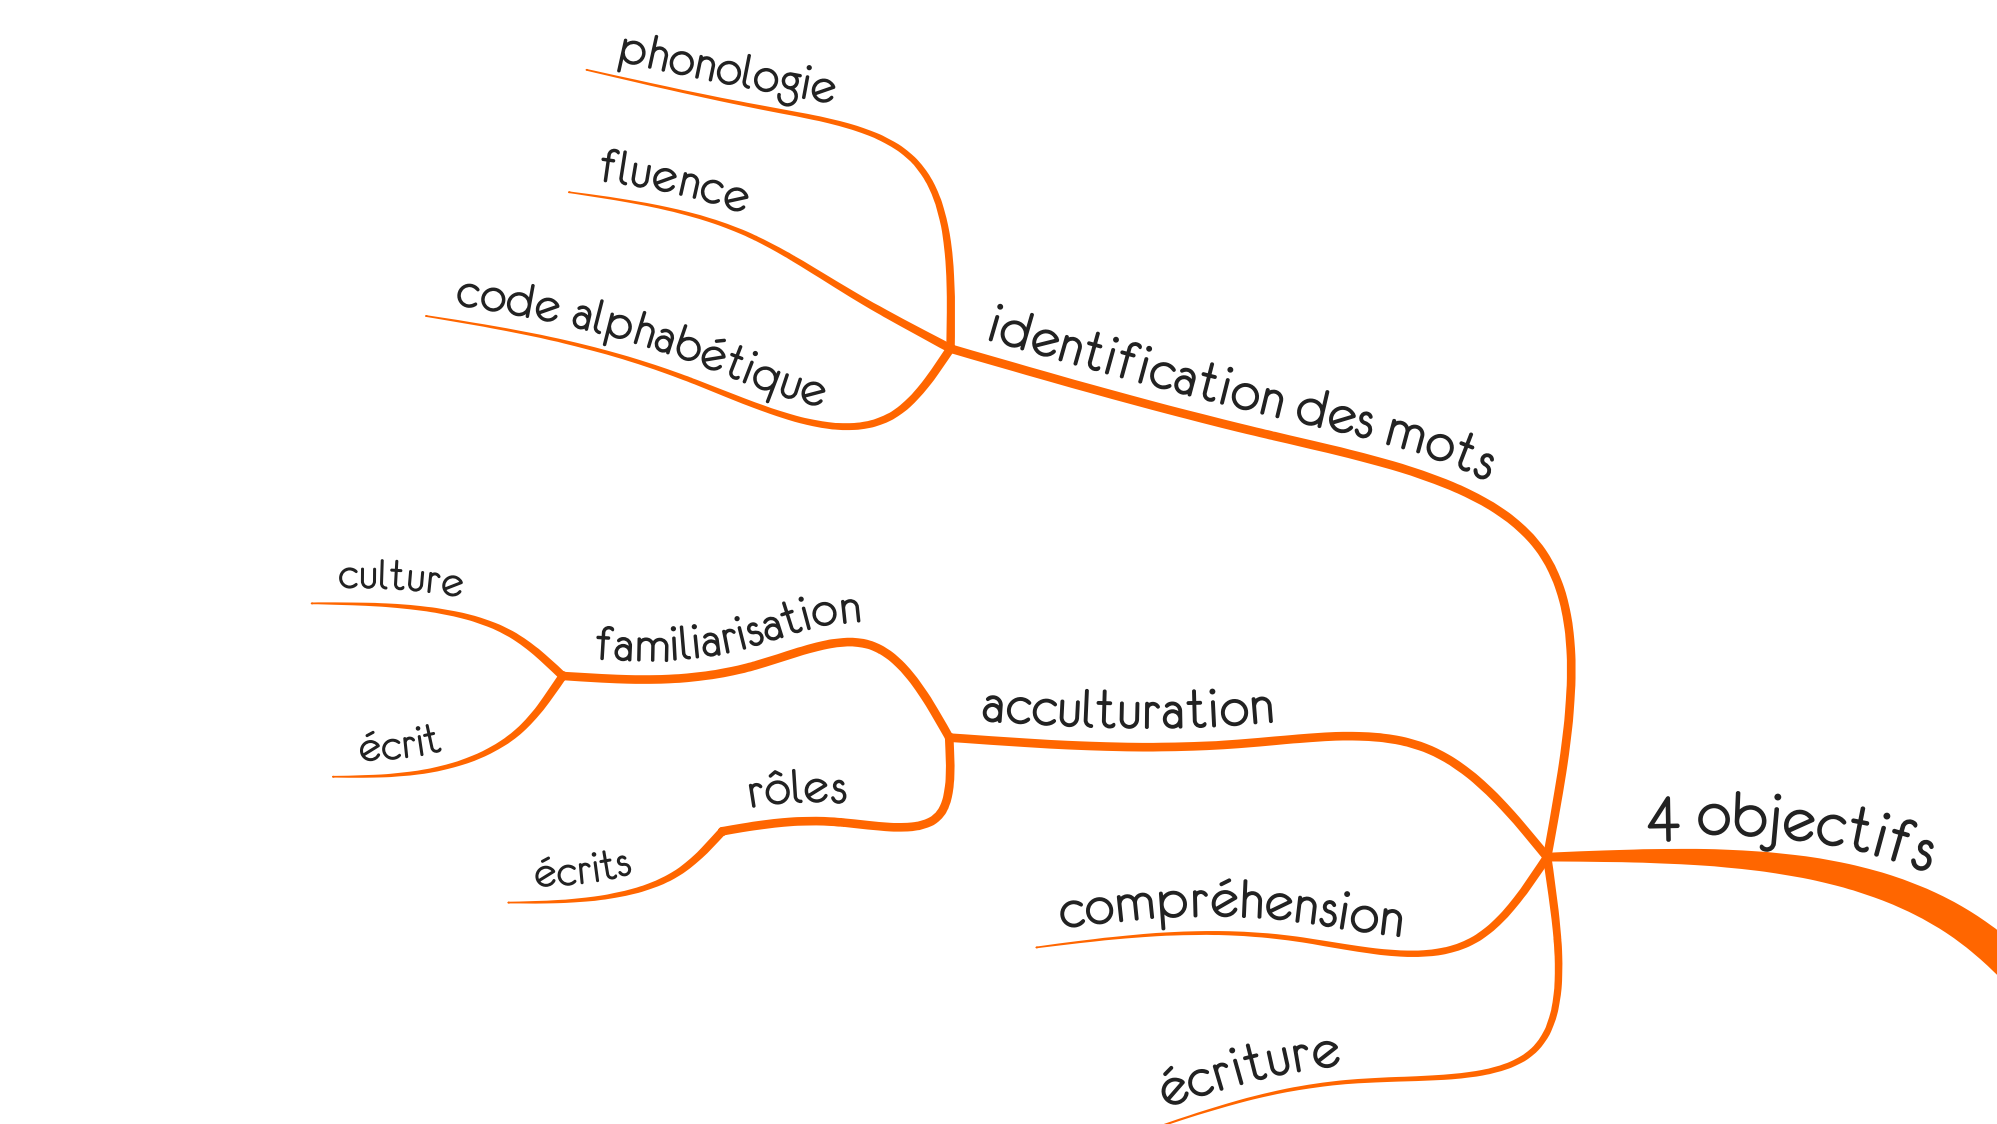 phonologie
fluence
code alphabétique
identification des mots
culture
familiarisation
écrit
acculturation
rôles
écrits
4 objectifs
compréhension
écriture